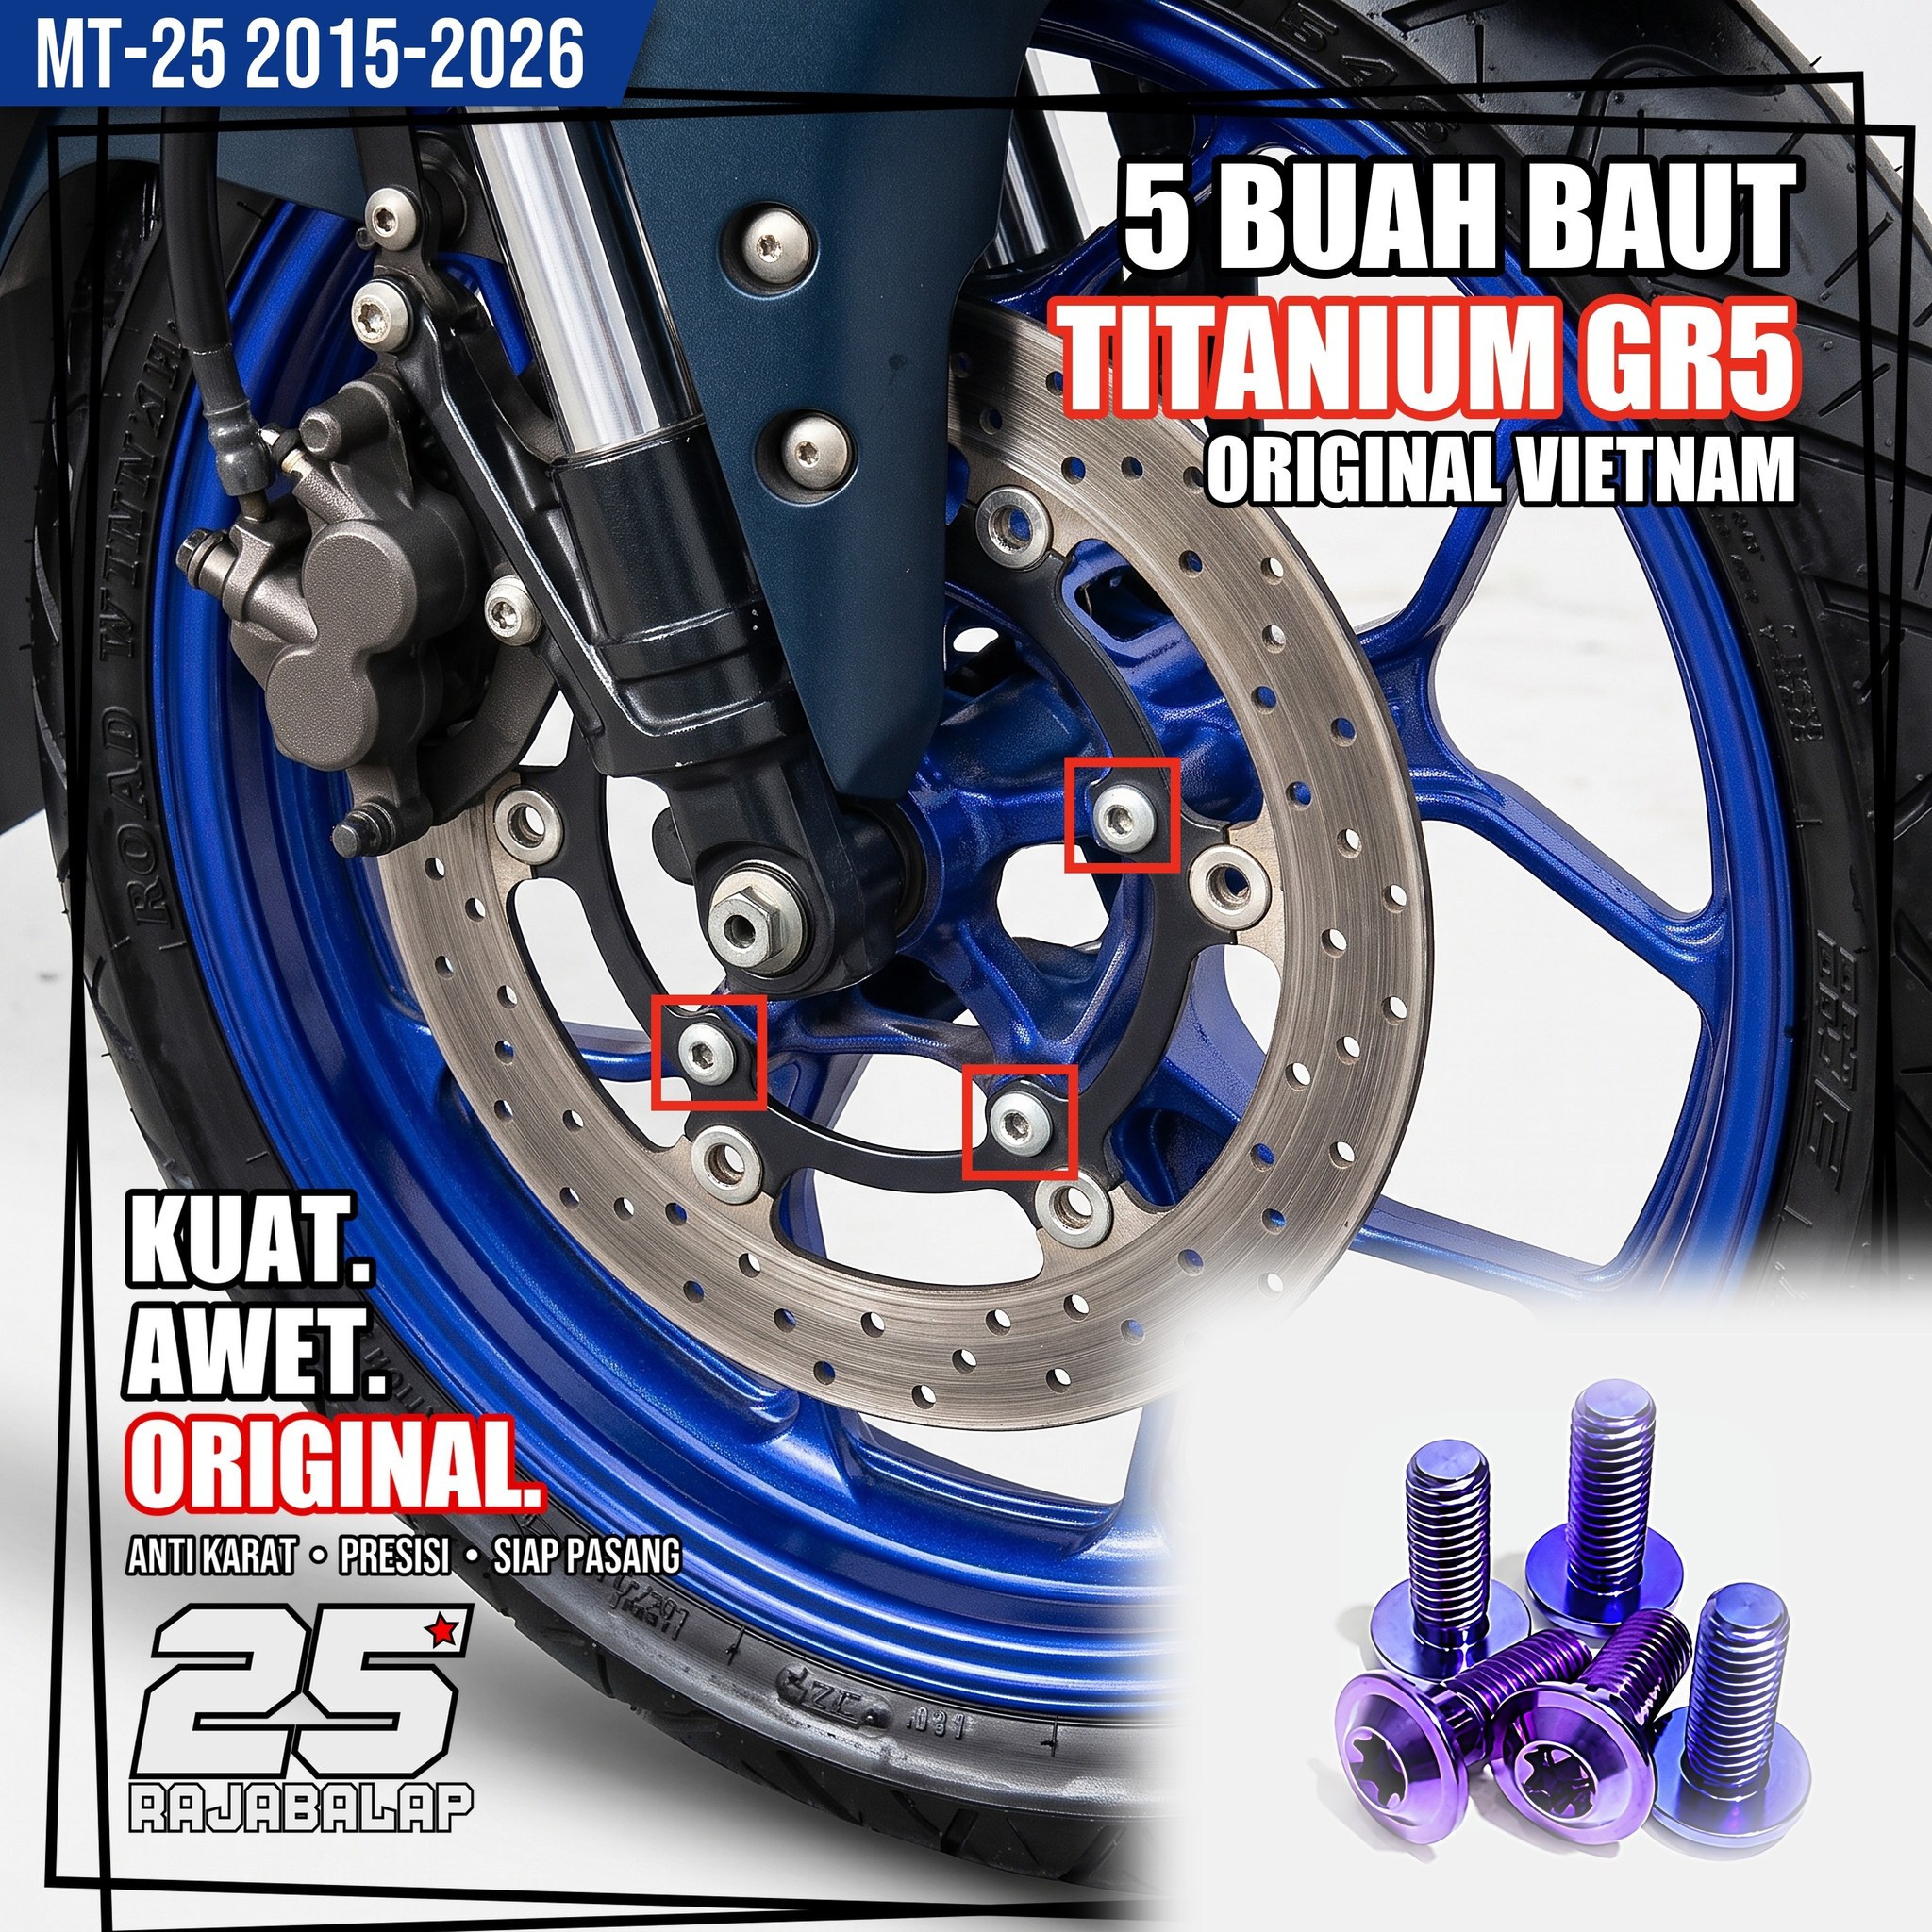 MT-25 2015-2026
5 BUAH BAUT
TITANIUM GR5
ORIGINAL VIETNAM
KUAT.
AWET.
ORIGINAL.
ANTI KARAT • PRESISI • SIAP PASANG
25
RAJABALAP
ROAD WINNER